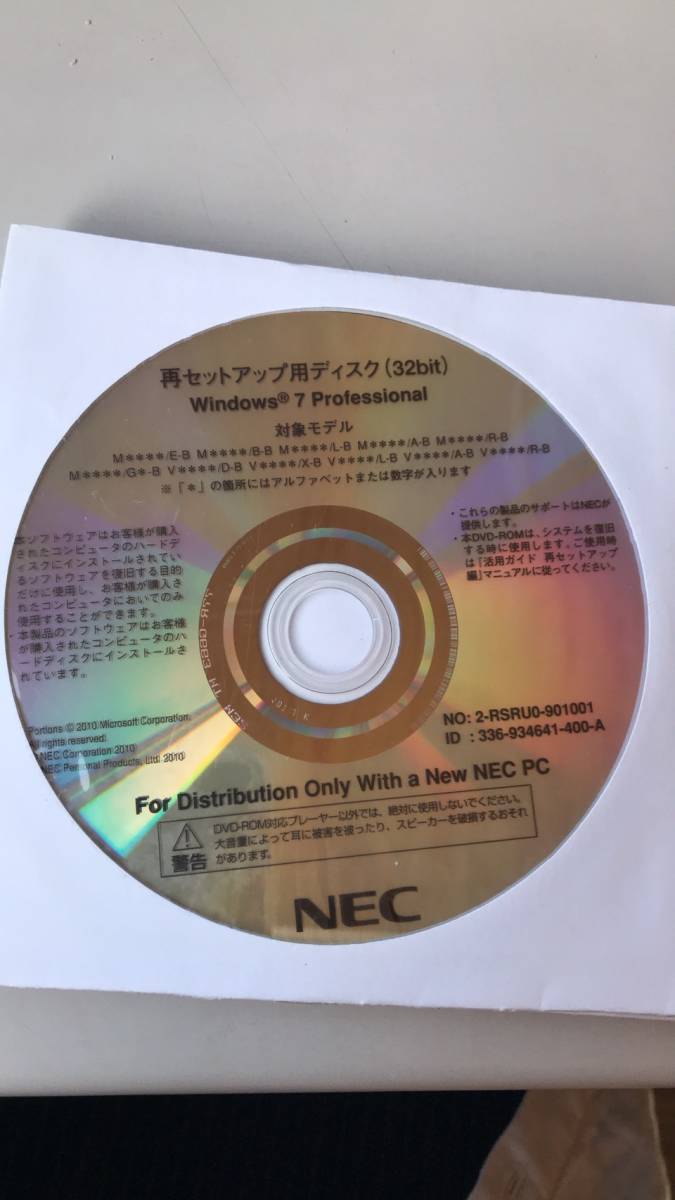 再セットアップ用ディスク(32bit)
Windows® 7 Professional
対象モデル
M****/E-B M****/B-B M****/L-B M****/A-B M****/R-B
M****/G*-B V****/D-B V****/X-B V****/L-B V****/A-B V****/R-B
※「*」の箇所にはアルファベットまたは数字が入ります
ソフトウェアはお客様が購入
されたコンピュータのハードデ
ィスクにインストールされてい
るソフトウェアを復旧する目的
だけに使用し、お客様が購入さ
れたコンピュータにおいてのみ
使用することができます。
・本製品のソフトウェアはお客様
が購入されたコンピュータのハ
ードディスクにインストールさ
れています。
・これらの製品のサポートはNECが
提供します。
・本DVD-ROMは、システムを復旧
する時に使用します。ご使用時
は「活用ガイド 再セットアップ
編」マニュアルに従ってください。
Portions © 2010 Microsoft Corporation.
All rights reserved.
NEC Corporation 2010
NEC Personal Products, Ltd. 2010
NO: 2-RSRU0-901001
ID : 336-934641-400-A
For Distribution Only With a New NEC PC
警告
DVD-ROM対応プレーヤー以外では、絶対に使用しないでください。
大音量によって耳に被害を被ったり、スピーカーを破損するおそれ
があります。
NEC